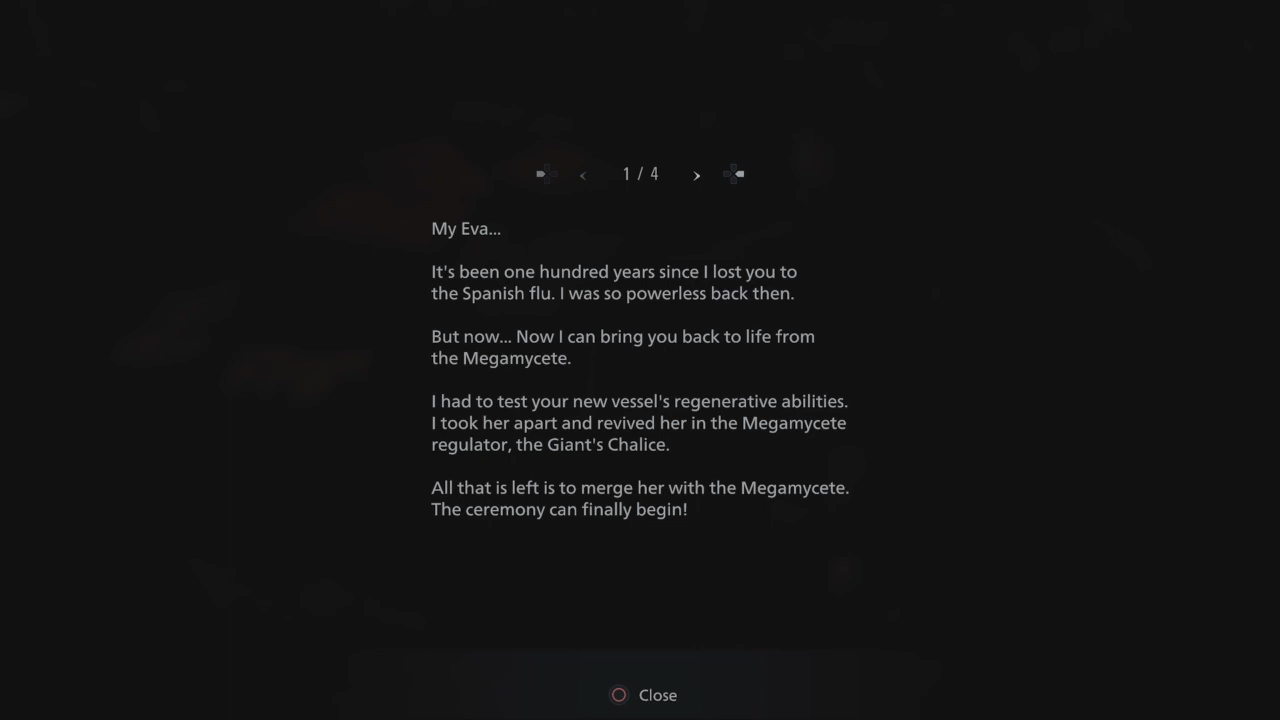 1 / 4
My Eva...
It's been one hundred years since I lost you to
the Spanish flu. I was so powerless back then.
But now... Now I can bring you back to life from
the Megamycete.
I had to test your new vessel's regenerative abilities.
I took her apart and revived her in the Megamycete
regulator, the Giant's Chalice.
All that is left is to merge her with the Megamycete.
The ceremony can finally begin!
Close